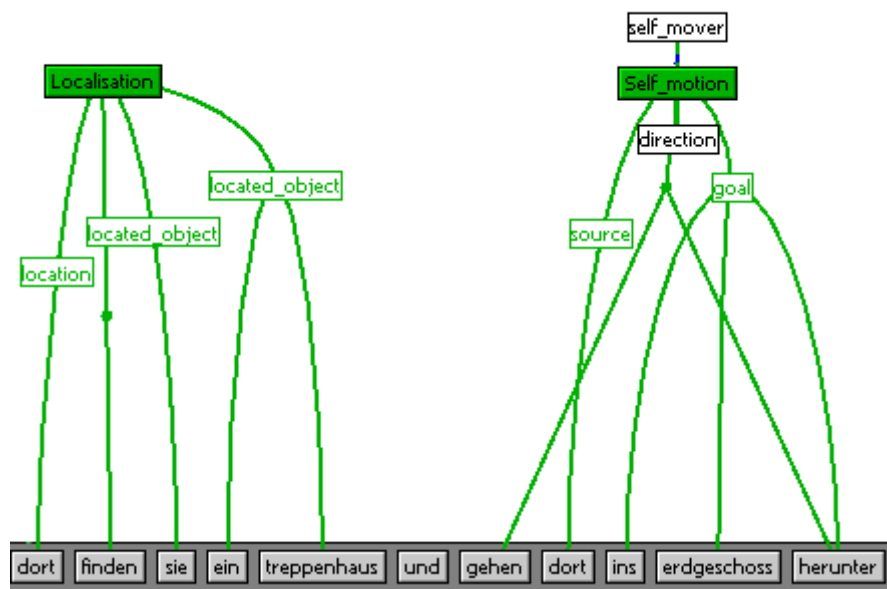 self_mover
Localisation Self_motion
direction
located_object goal
located_object source
location
dort finden sie ein treppenhaus und gehen dort ins erdgeschoss herunter